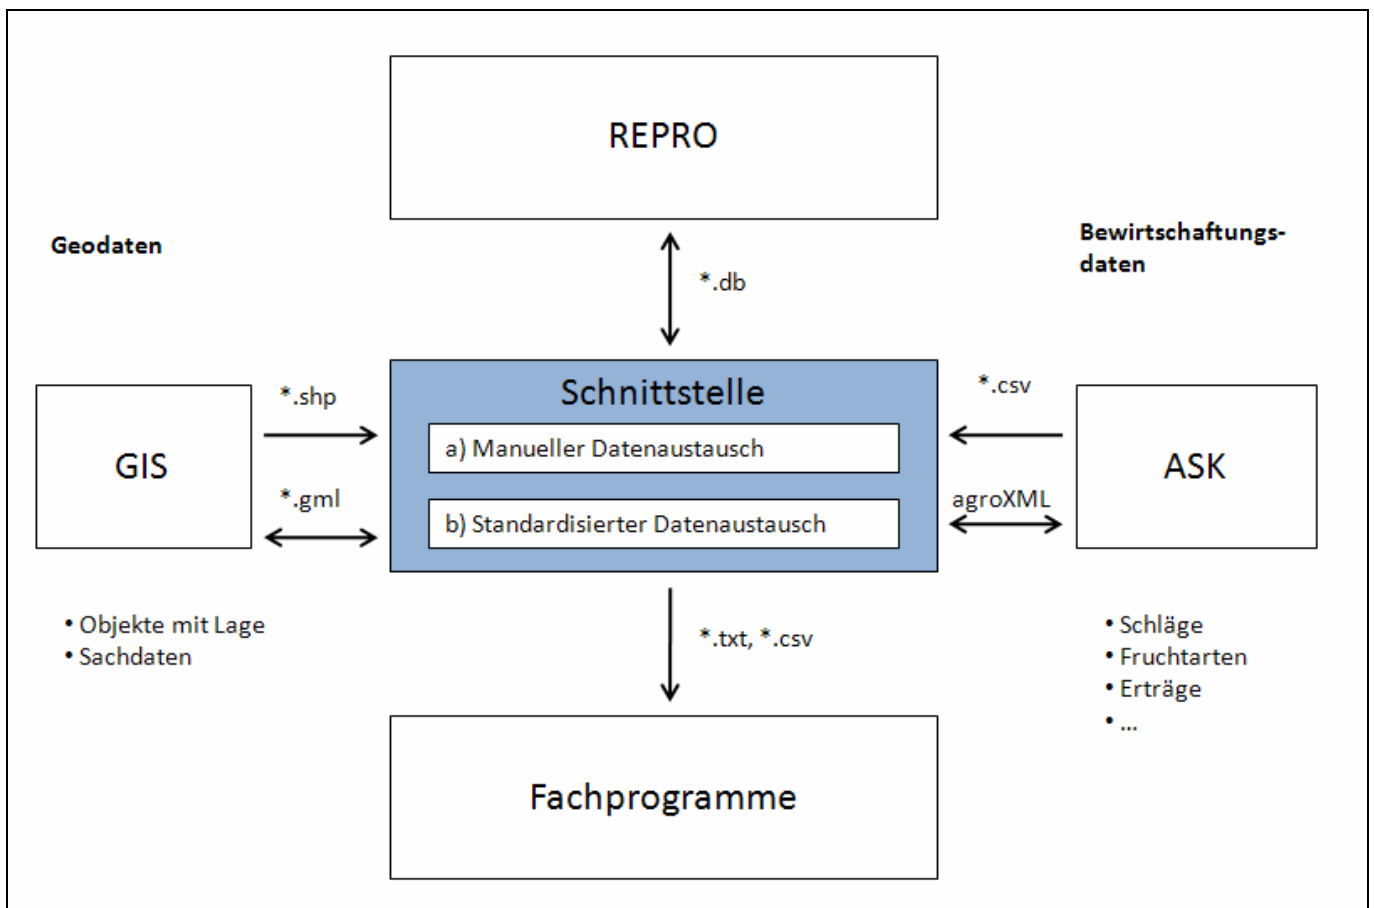 REPRO
Geodaten
Bewirtschaftungs-
daten
*.db
*.shp
Schnittstelle
*.csv
a) Manueller Datenaustausch
GIS
ASK
*.gml
agroXML
b) Standardisierter Datenaustausch
• Objekte mit Lage
• Sachdaten
*.txt, *.csv
• Schläge
• Fruchtarten
• Erträge
• ...
Fachprogramme